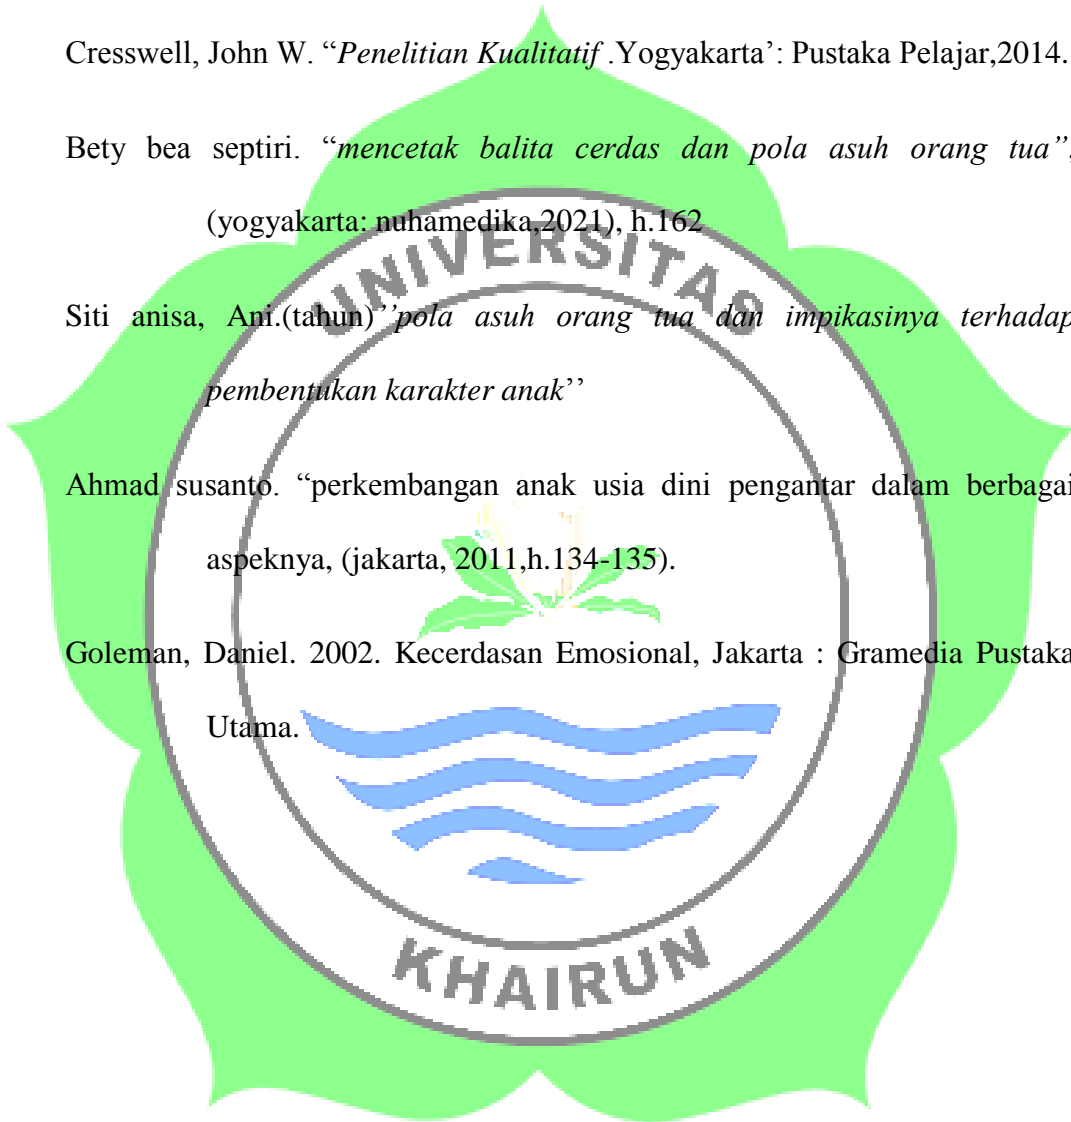 Cresswell, John W. “Penelitian Kualitatif .Yogyakarta’: Pustaka Pelajar,2014.
Bety bea septiri. “mencetak balita cerdas dan pola asuh orang tua”,
(yogyakarta: nuhamedika,2021), h.162
UNIVERSITAS
Siti anisa, Ani.(tahun)’’pola asuh orang tua dan impikasinya terhadap
pembentukan karakter anak’’
Ahmad susanto. “perkembangan anak usia dini pengantar dalam berbagai
aspeknya, (jakarta, 2011,h.134-135).
Goleman, Daniel. 2002. Kecerdasan Emosional, Jakarta : Gramedia Pustaka
Utama.
KHAIRUN